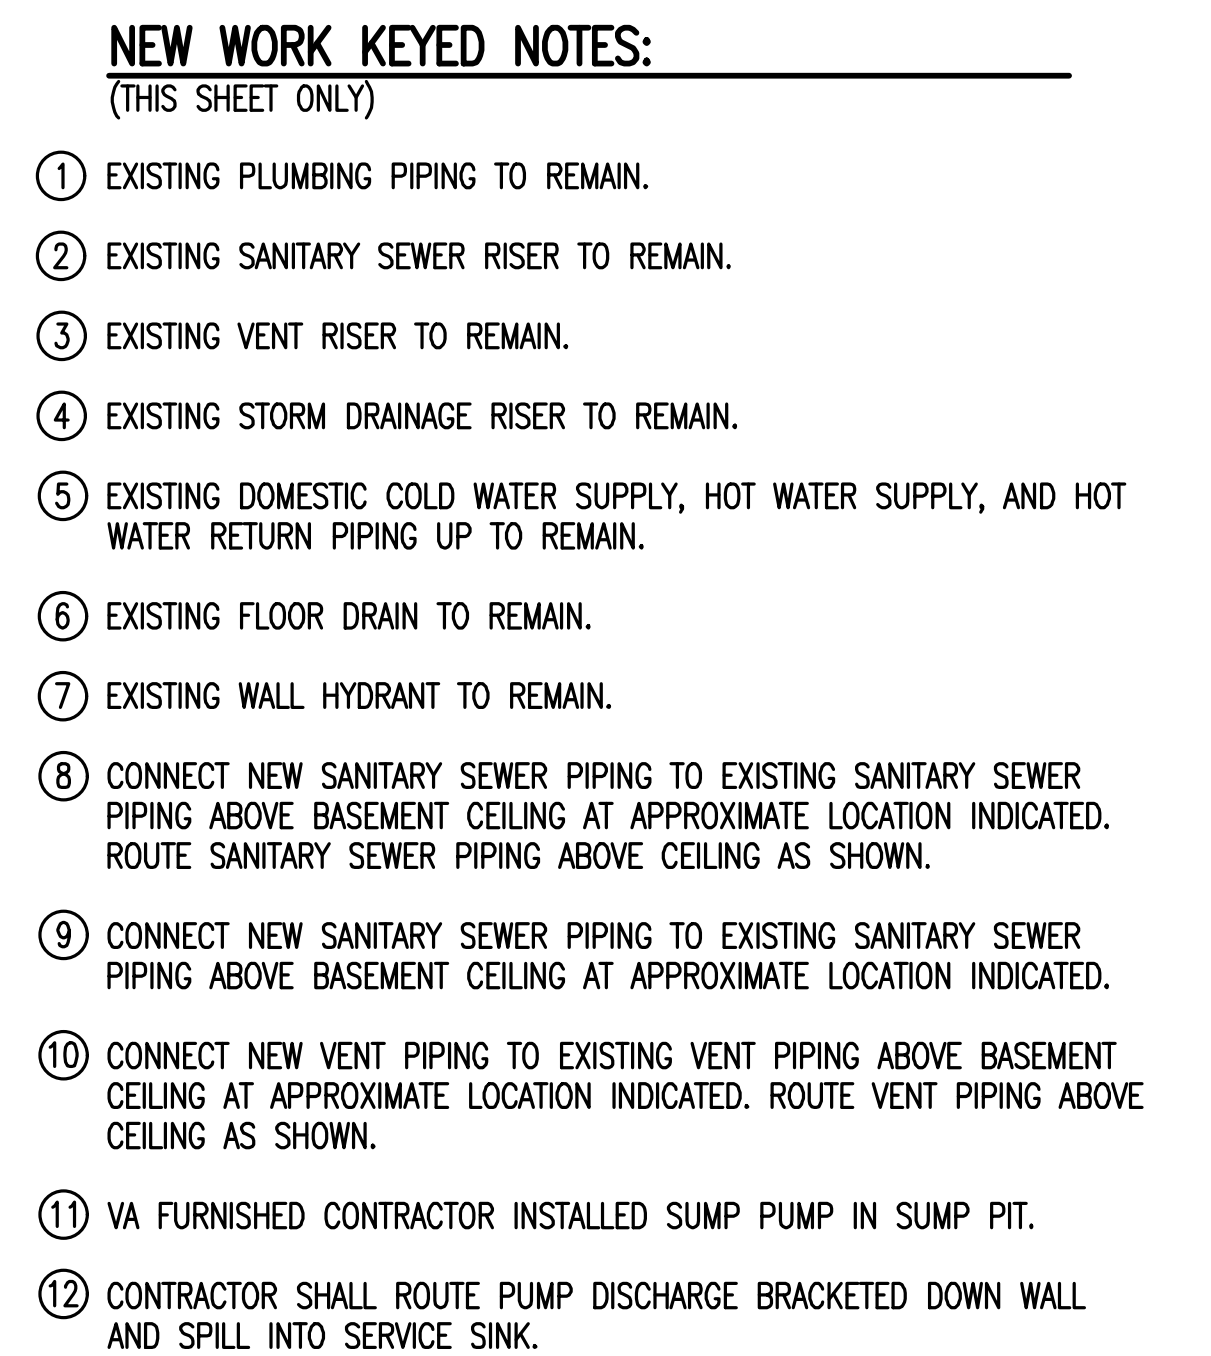 NEW WORK KEYED NOTES:
(THIS SHEET ONLY)
1 EXISTING PLUMBING PIPING TO REMAIN.
2 EXISTING SANITARY SEWER RISER TO REMAIN.
3 EXISTING VENT RISER TO REMAIN.
4 EXISTING STORM DRAINAGE RISER TO REMAIN.
5 EXISTING DOMESTIC COLD WATER SUPPLY, HOT WATER SUPPLY, AND HOT
WATER RETURN PIPING UP TO REMAIN.
6 EXISTING FLOOR DRAIN TO REMAIN.
7 EXISTING WALL HYDRANT TO REMAIN.
8 CONNECT NEW SANITARY SEWER PIPING TO EXISTING SANITARY SEWER
PIPING ABOVE BASEMENT CEILING AT APPROXIMATE LOCATION INDICATED.
ROUTE SANITARY SEWER PIPING ABOVE CEILING AS SHOWN.
9 CONNECT NEW SANITARY SEWER PIPING TO EXISTING SANITARY SEWER
PIPING ABOVE BASEMENT CEILING AT APPROXIMATE LOCATION INDICATED.
10 CONNECT NEW VENT PIPING TO EXISTING VENT PIPING ABOVE BASEMENT
CEILING AT APPROXIMATE LOCATION INDICATED. ROUTE VENT PIPING ABOVE
CEILING AS SHOWN.
11 VA FURNISHED CONTRACTOR INSTALLED SUMP PUMP IN SUMP PIT.
12 CONTRACTOR SHALL ROUTE PUMP DISCHARGE BRACKETED DOWN WALL
AND SPILL INTO SERVICE SINK.